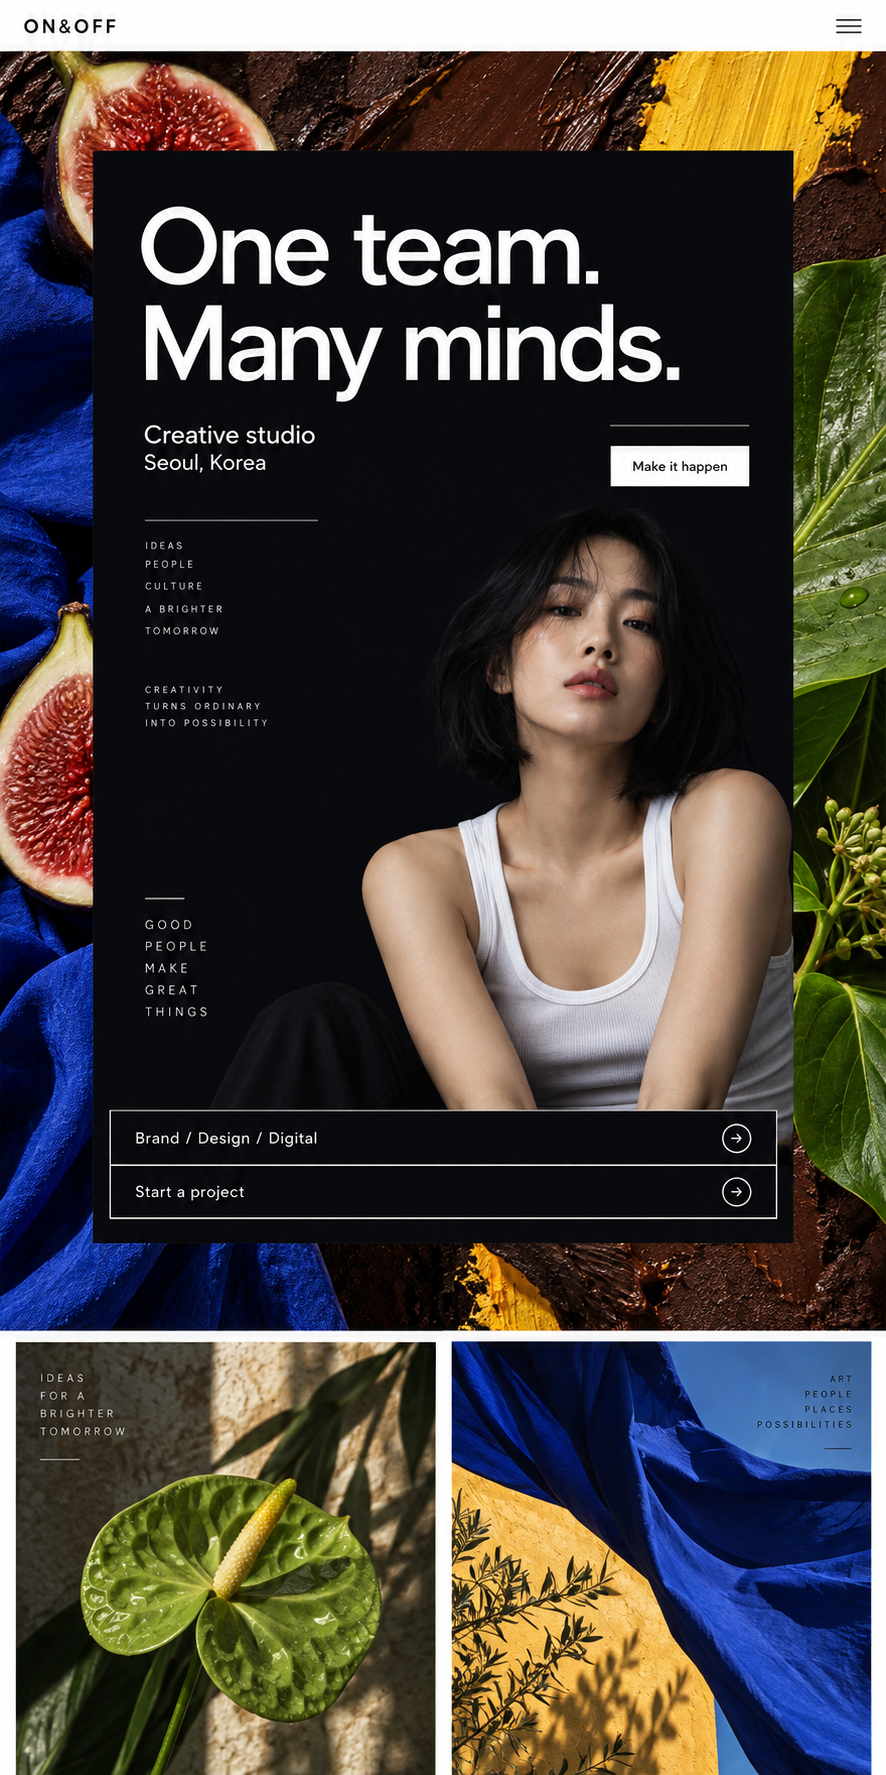 ON&OFF
One team.
Many minds.
Creative studio
Seoul, Korea
Make it happen
IDEAS
PEOPLE
CULTURE
A BRIGHTER
TOMORROW
CREATIVITY
TURNS ORDINARY
INTO POSSIBILITY
GOOD
PEOPLE
MAKE
GREAT
THINGS
Brand / Design / Digital
Start a project
IDEAS
FOR A
BRIGHTER
TOMORROW
ART
PEOPLE
PLACES
POSSIBILITIES